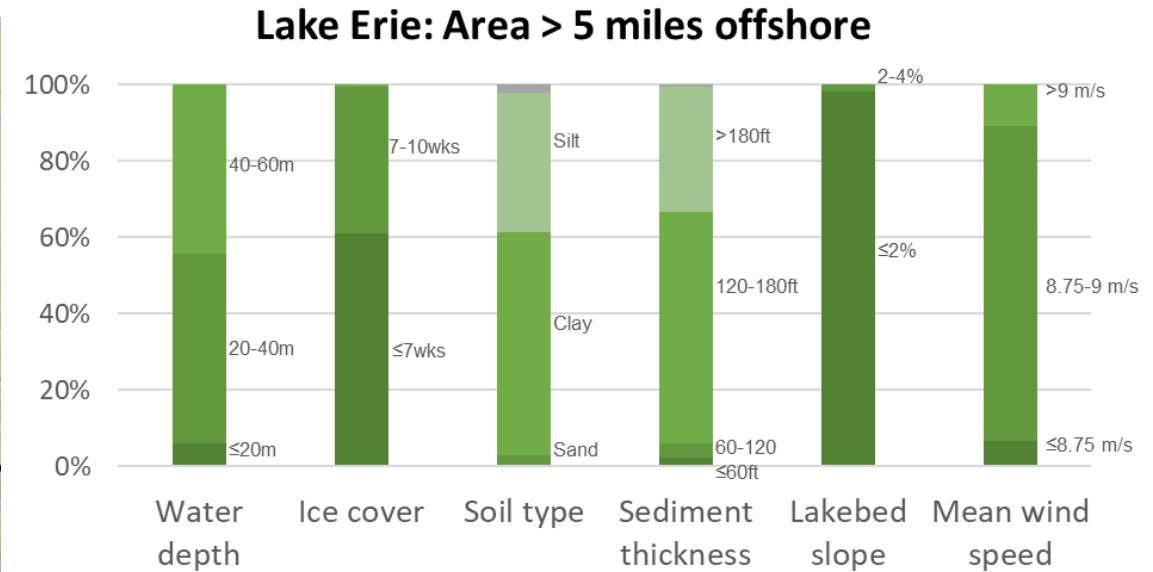 Lake Erie: Area > 5 miles offshore
100%
80%
60%
40%
20%
0%
40-60m
20-40m
≤20m
7-10wks
≤7wks
Silt
Clay
Sand
>180ft
120-180ft
60-120
≤60ft
2-4%
≤2%
>9 m/s
8.75-9 m/s
≤8.75 m/s
Water
depth
Ice cover
Soil type
Sediment
thickness
Lakebed
slope
Mean wind
speed